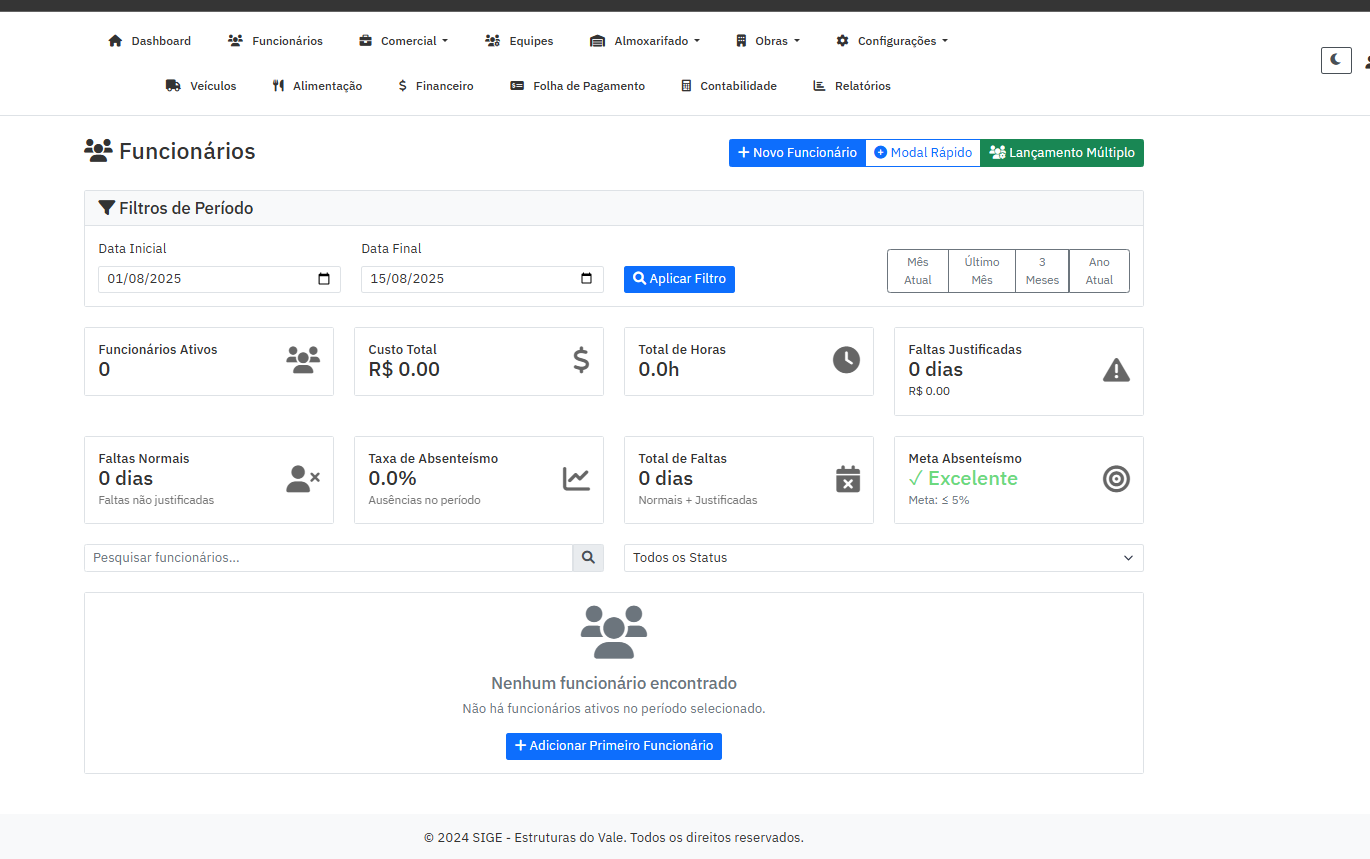 Dashboard Funcionários Comercial Equipes Almoxarifado Obras Configurações
Veículos Alimentação Financeiro Folha de Pagamento Contabilidade Relatórios
Funcionários
Novo Funcionário Modal Rápido Lançamento Múltiplo
Filtros de Período
Data Inicial Data Final
01/08/2025 15/08/2025 Aplicar Filtro
Mês Atual
Último Mês
3 Meses
Ano Atual
Funcionários Ativos
0
Custo Total
R$ 0.00
Total de Horas
0.0h
Faltas Justificadas
0 dias
R$ 0.00
Faltas Normais
0 dias
Faltas não justificadas
Taxa de Absenteísmo
0.0%
Ausências no período
Total de Faltas
0 dias
Normais + Justificadas
Meta Absenteísmo
✓ Excelente
Meta: ≤ 5%
Pesquisar funcionários...
Todos os Status
Nenhum funcionário encontrado
Não há funcionários ativos no período selecionado.
Adicionar Primeiro Funcionário
© 2024 SIGE - Estruturas do Vale. Todos os direitos reservados.